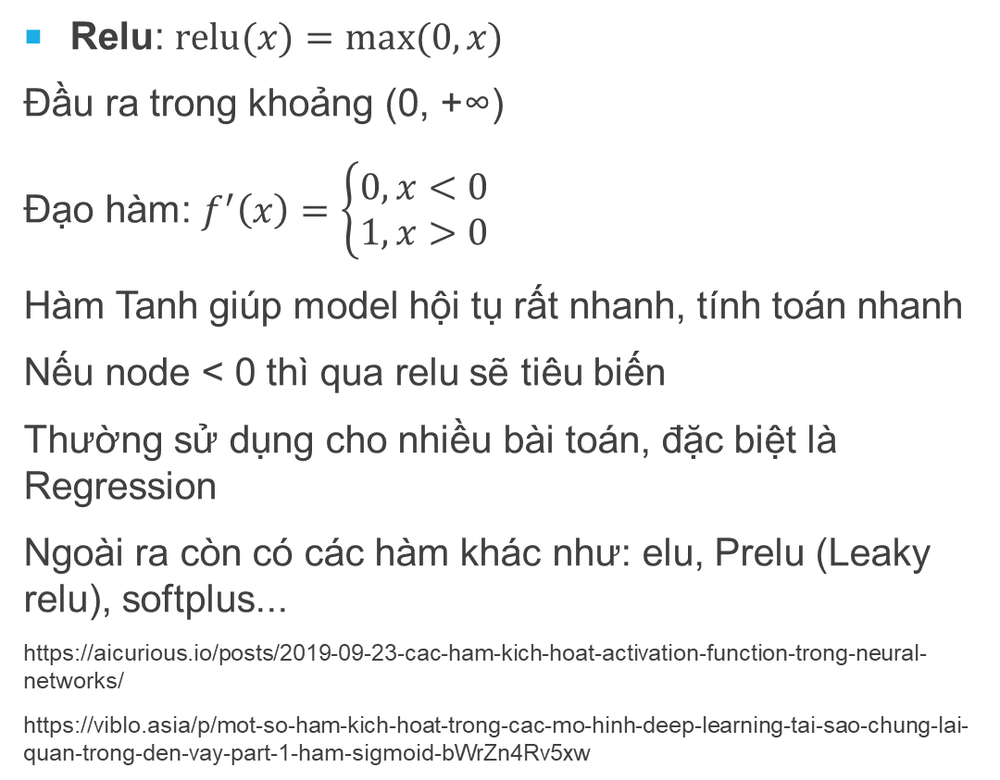 ▪ Relu: relu(x) = max(0, x)
Đầu ra trong khoảng (0, +∞)
Đạo hàm: f′(x) = {0, x < 0
1, x > 0
Hàm Tanh giúp model hội tụ rất nhanh, tính toán nhanh
Nếu node < 0 thì qua relu sẽ tiêu biến
Thường sử dụng cho nhiều bài toán, đặc biệt là
Regression
Ngoài ra còn có các hàm khác như: elu, Prelu (Leaky
relu), softplus...
https://aicurious.io/posts/2019-09-23-cac-ham-kich-hoat-activation-function-trong-neural-
networks/
https://viblo.asia/p/mot-so-ham-kich-hoat-trong-cac-mo-hinh-deep-learning-tai-sao-chung-lai-
quan-trong-den-vay-part-1-ham-sigmoid-bWrZn4Rv5xw